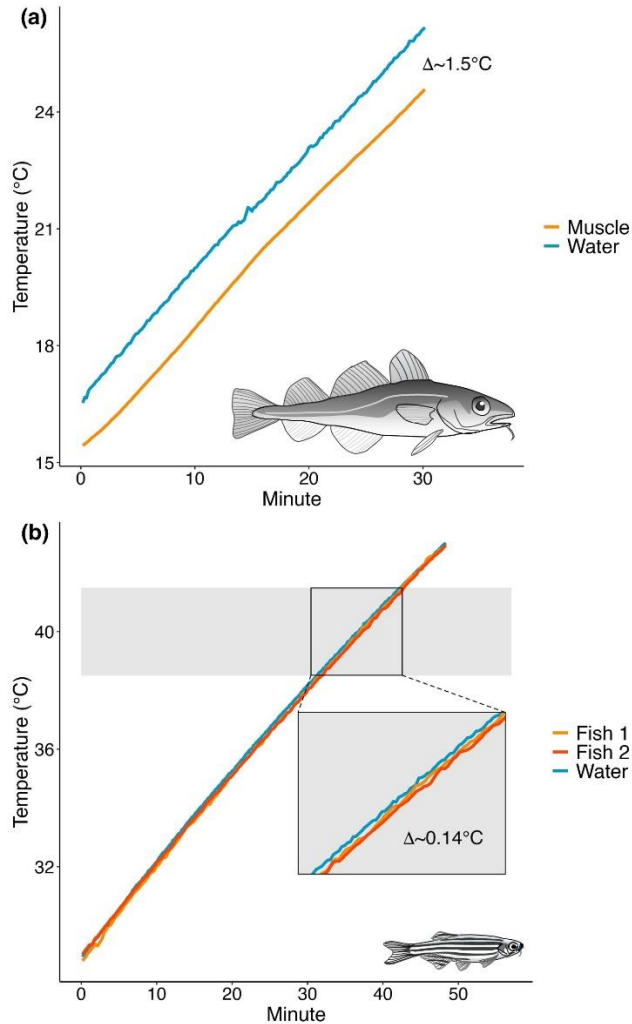 (a)
Δ~1.5°C
24
21
18
15
Temperature (°C)
0
10
20
30
Minute
Muscle
Water
(b)
40
36
32
Temperature (°C)
Δ~0.14°C
0
10
20
30
40
50
Minute
Fish 1
Fish 2
Water